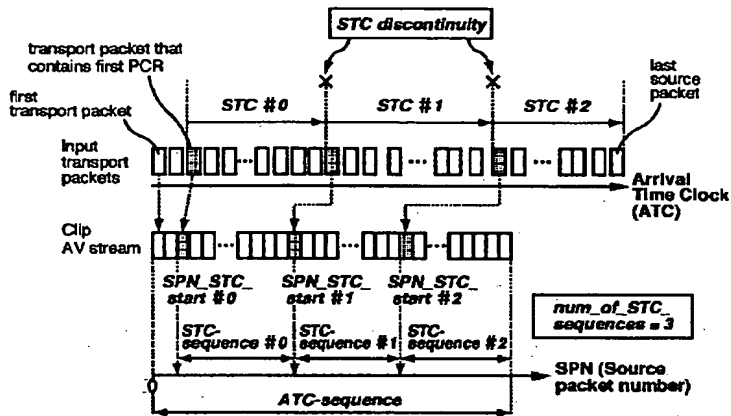 STC discontinuity
transport packet that
contains first PCR
first
transport packet
last
source
packet
STC #0
STC #1
STC #2
Input
transport
packets
Arrival
Time Clock
(ATC)
Clip
AV stream
SPN_STC_
start #0
SPN_STC_
start #1
SPN_STC_
start #2
num_of_STC_
sequences = 3
STC-
sequence #0
STC-
sequence #1
STC-
sequence #2
SPN (Source
packet number)
0
ATC-sequence